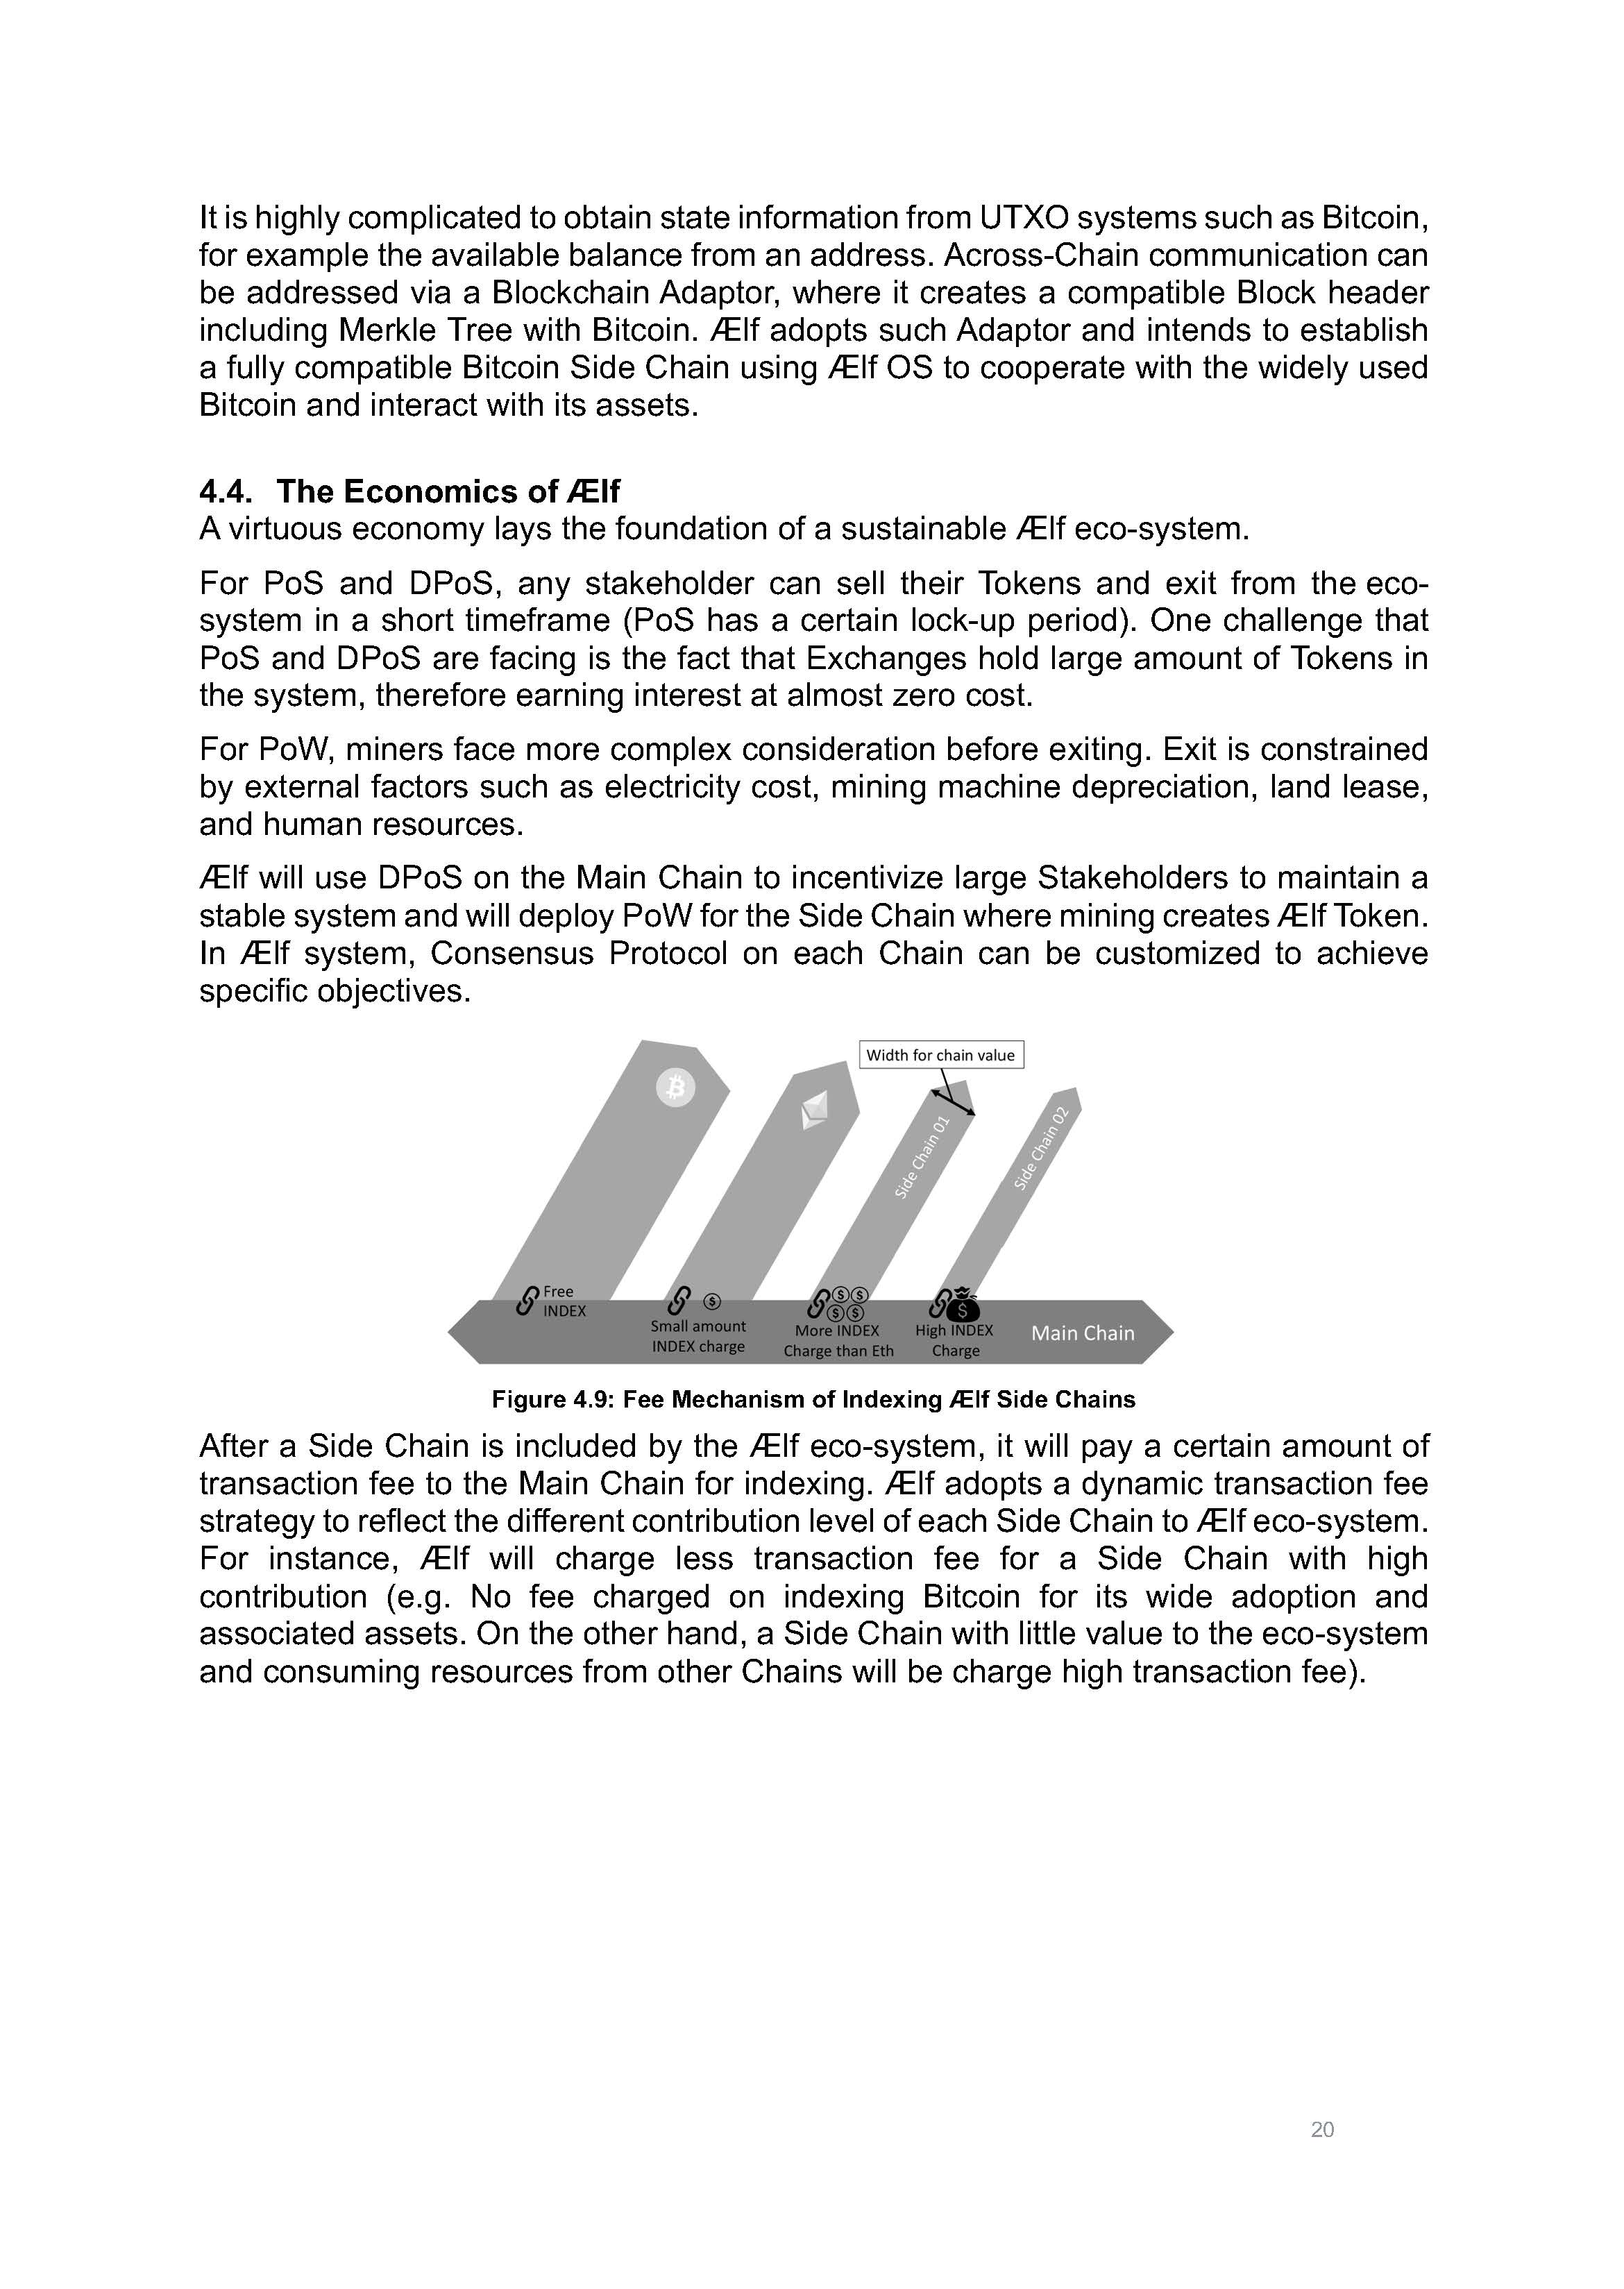 It is highly complicated to obtain state information from UTXO systems such as Bitcoin,
for example the available balance from an address. Across-Chain communication can
be addressed via a Blockchain Adaptor, where it creates a compatible Block header
including Merkle Tree with Bitcoin. Ælf adopts such Adaptor and intends to establish
a fully compatible Bitcoin Side Chain using Ælf OS to cooperate with the widely used
Bitcoin and interact with its assets.
4.4. The Economics of Ælf
A virtuous economy lays the foundation of a sustainable Ælf eco-system.
For PoS and DPoS, any stakeholder can sell their Tokens and exit from the eco-
system in a short timeframe (PoS has a certain lock-up period). One challenge that
PoS and DPoS are facing is the fact that Exchanges hold large amount of Tokens in
the system, therefore earning interest at almost zero cost.
For PoW, miners face more complex consideration before exiting. Exit is constrained
by external factors such as electricity cost, mining machine depreciation, land lease,
and human resources.
Ælf will use DPoS on the Main Chain to incentivize large Stakeholders to maintain a
stable system and will deploy PoW for the Side Chain where mining creates Ælf Token.
In Ælf system, Consensus Protocol on each Chain can be customized to achieve
specific objectives.
Width for chain value
Side Chain 01
Side Chain 02
Free
INDEX
Small amount
INDEX charge
More INDEX
Charge than Eth
High INDEX
Charge
Main Chain
Figure 4.9: Fee Mechanism of Indexing Ælf Side Chains
After a Side Chain is included by the Ælf eco-system, it will pay a certain amount of
transaction fee to the Main Chain for indexing. Ælf adopts a dynamic transaction fee
strategy to reflect the different contribution level of each Side Chain to Ælf eco-system.
For instance, Ælf will charge less transaction fee for a Side Chain with high
contribution (e.g. No fee charged on indexing Bitcoin for its wide adoption and
associated assets. On the other hand, a Side Chain with little value to the eco-system
and consuming resources from other Chains will be charge high transaction fee).
20